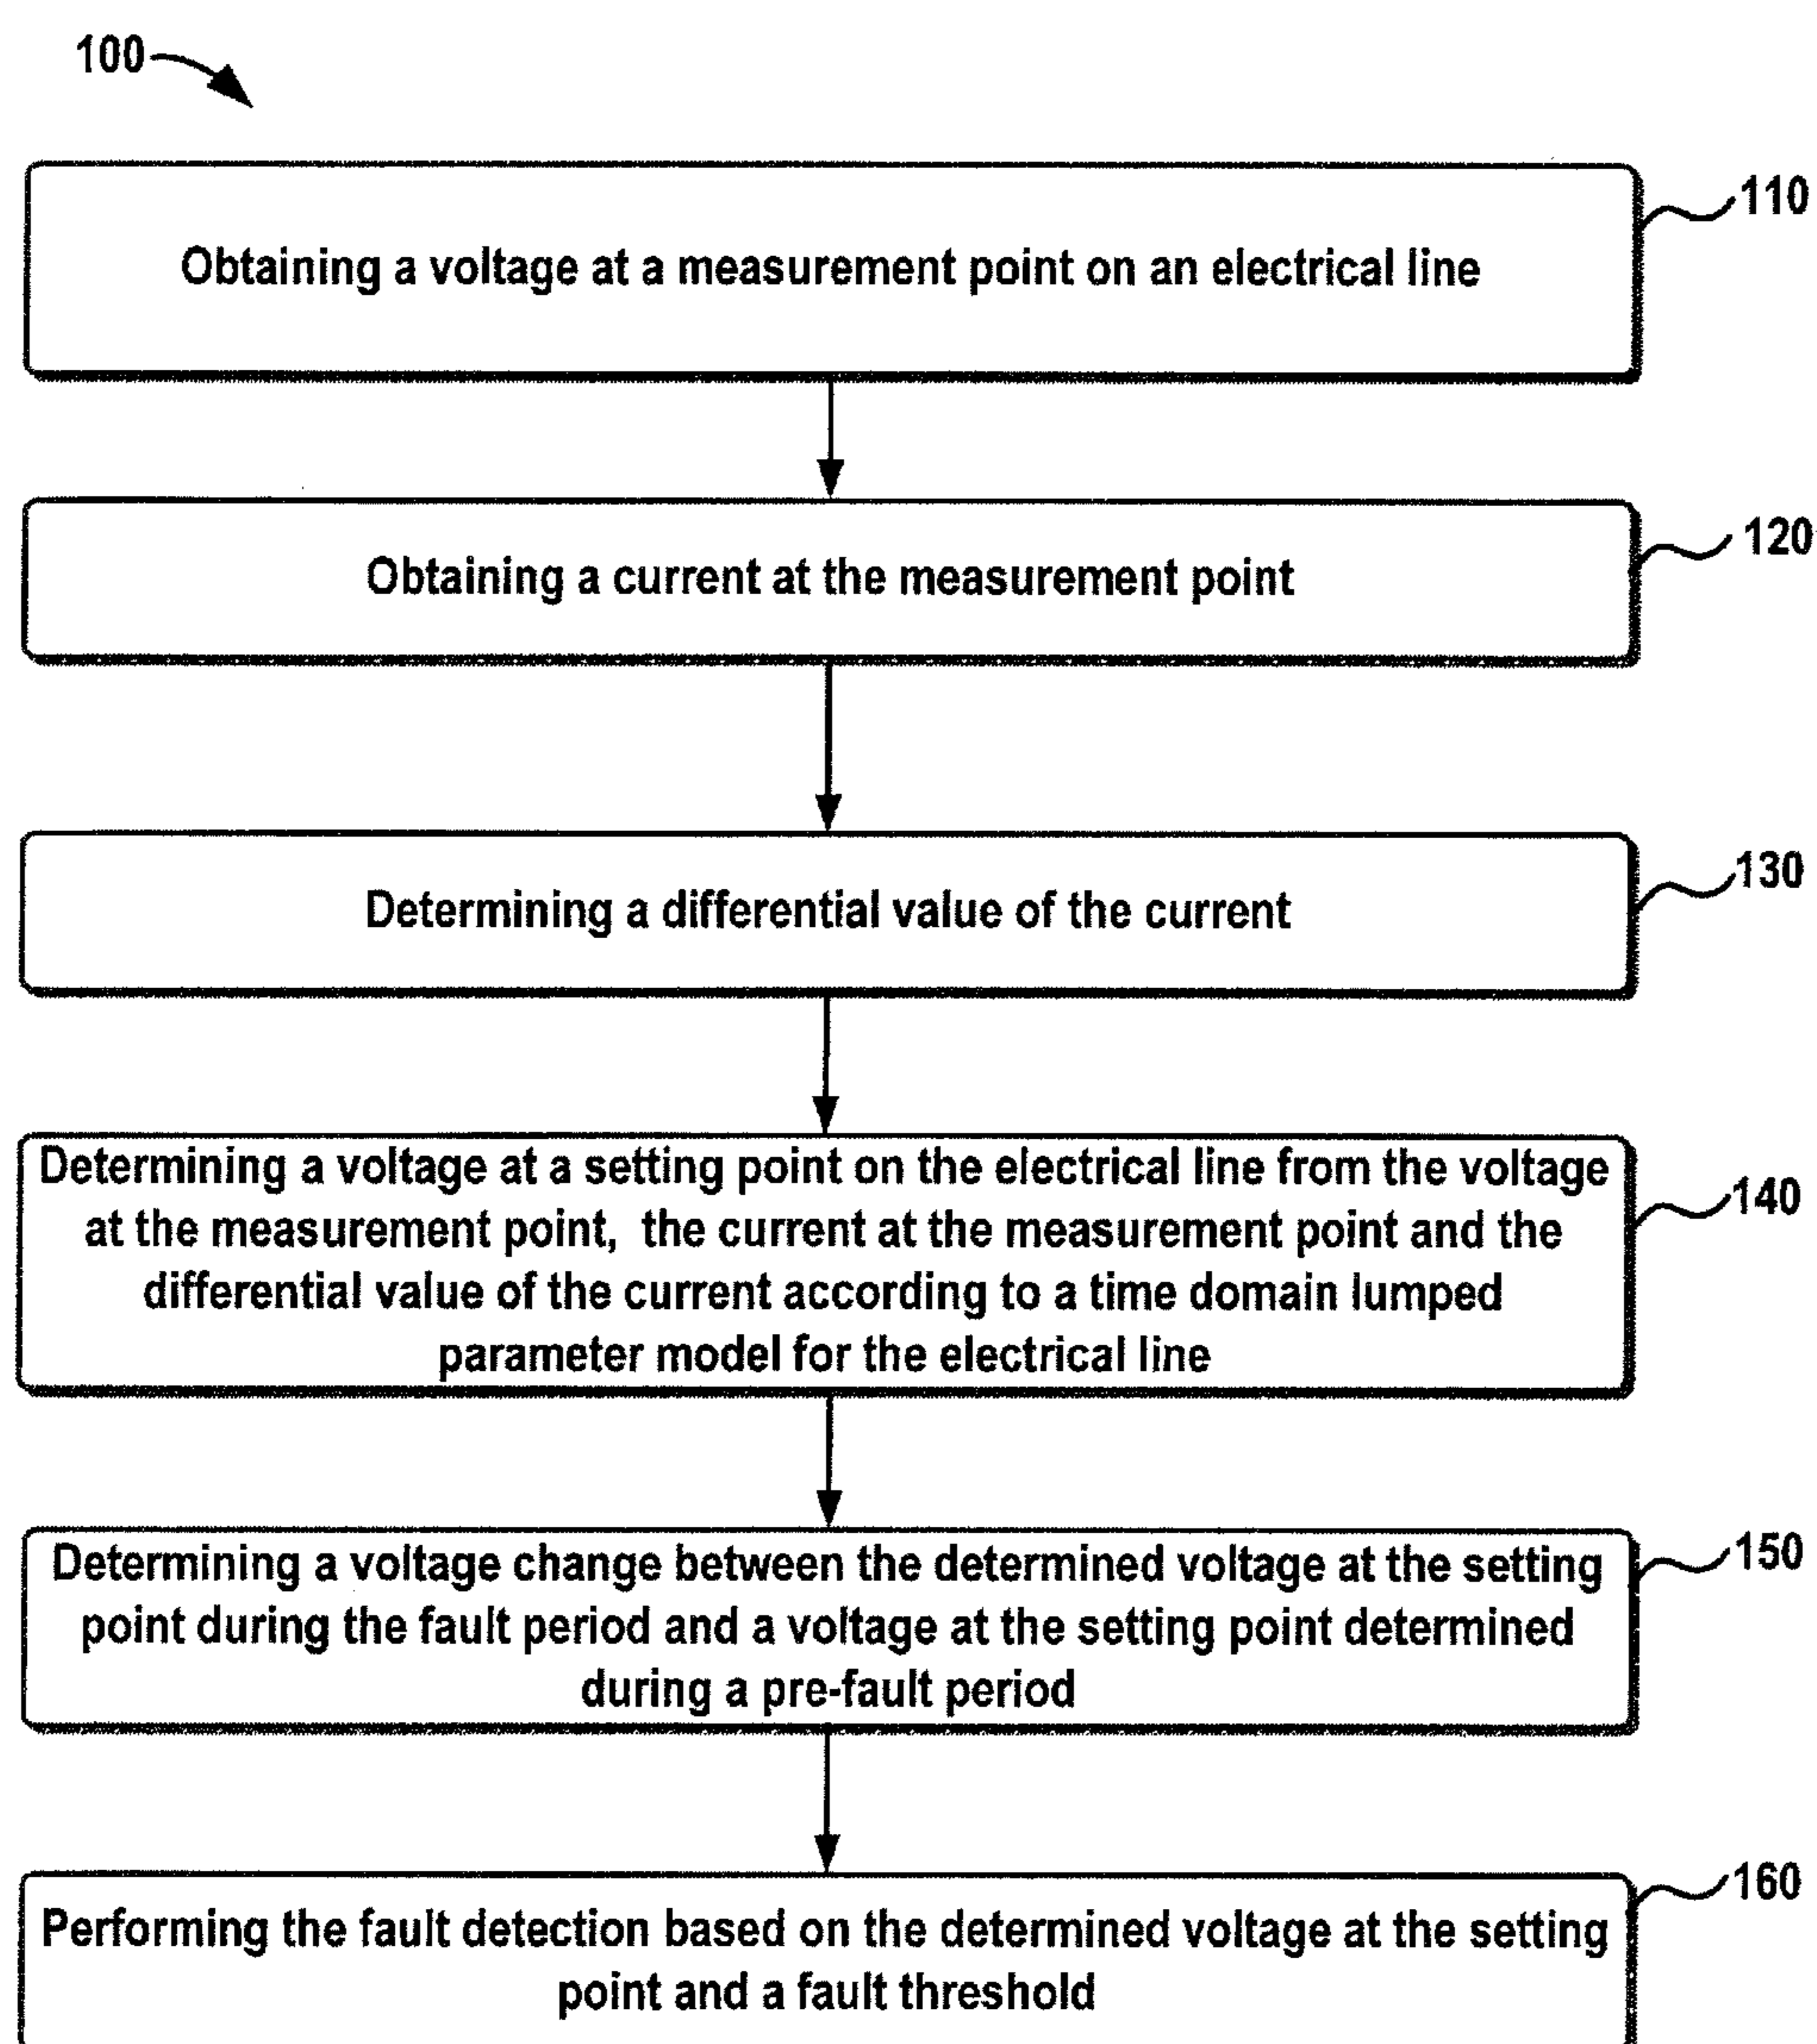 100
110
Obtaining a voltage at a measurement point on an electrical line
120
Obtaining a current at the measurement point
130
Determining a differential value of the current
Determining a voltage at a setting point on the electrical line from the voltage
140
at the measurement point, the current at the measurement point and the
differential value of the current according to a time domain lumped
parameter model for the electrical line
150
Determining a voltage change between the determined voltage at the setting
point during the fault period and a voltage at the setting point determined
during a pre-fault period
160
Performing the fault detection based on the determined voltage at the setting
point and a fault threshold